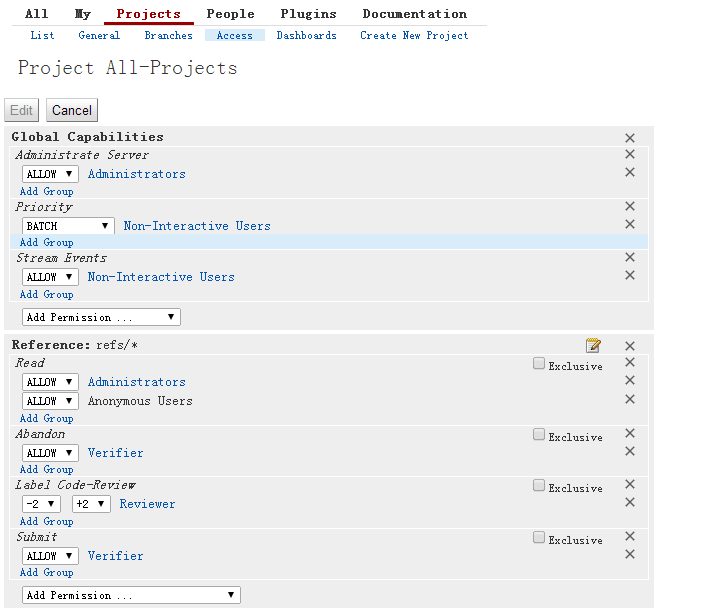 All My Projects People Plugins Documentation
List General Branches Access Dashboards Create New Project
Project All-Projects
Edit Cancel
Global Capabilities
Administrate Server
ALLOW Administrators
Add Group
Priority
BATCH Non-Interactive Users
Add Group
Stream Events
ALLOW Non-Interactive Users
Add Group
Add Permission ...
Reference: refs/*
Read Exclusive
ALLOW Administrators
ALLOW Anonymous Users
Add Group
Abandon Exclusive
ALLOW Verifier
Add Group
Label Code-Review Exclusive
-2 +2 Reviewer
Add Group
Submit Exclusive
ALLOW Verifier
Add Group
Add Permission ...